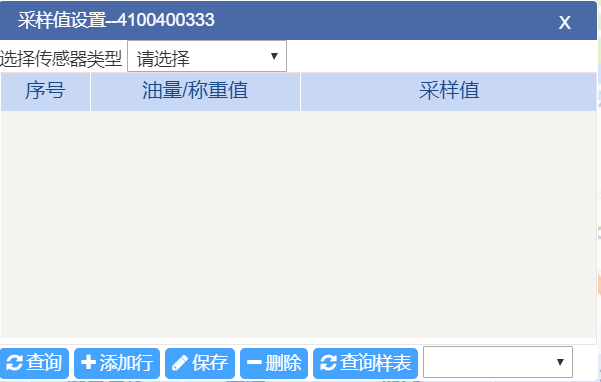 采样值设置--4100400333 X
选择传感器类型 请选择
序号 油量/称重值 采样值
查询 添加行 保存 删除 查询样表